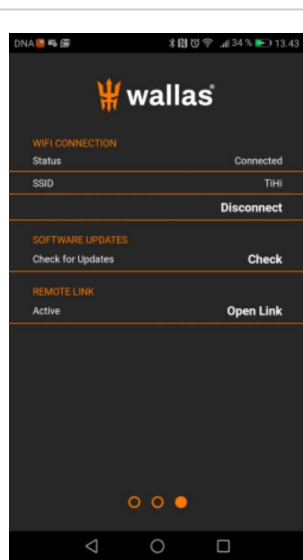 DNA 34 % 13.43
wallas
WIFI CONNECTION
Status Connected
SSID TiHi
Disconnect
SOFTWARE UPDATES
Check for Updates Check
REMOTE LINK
Active Open Link